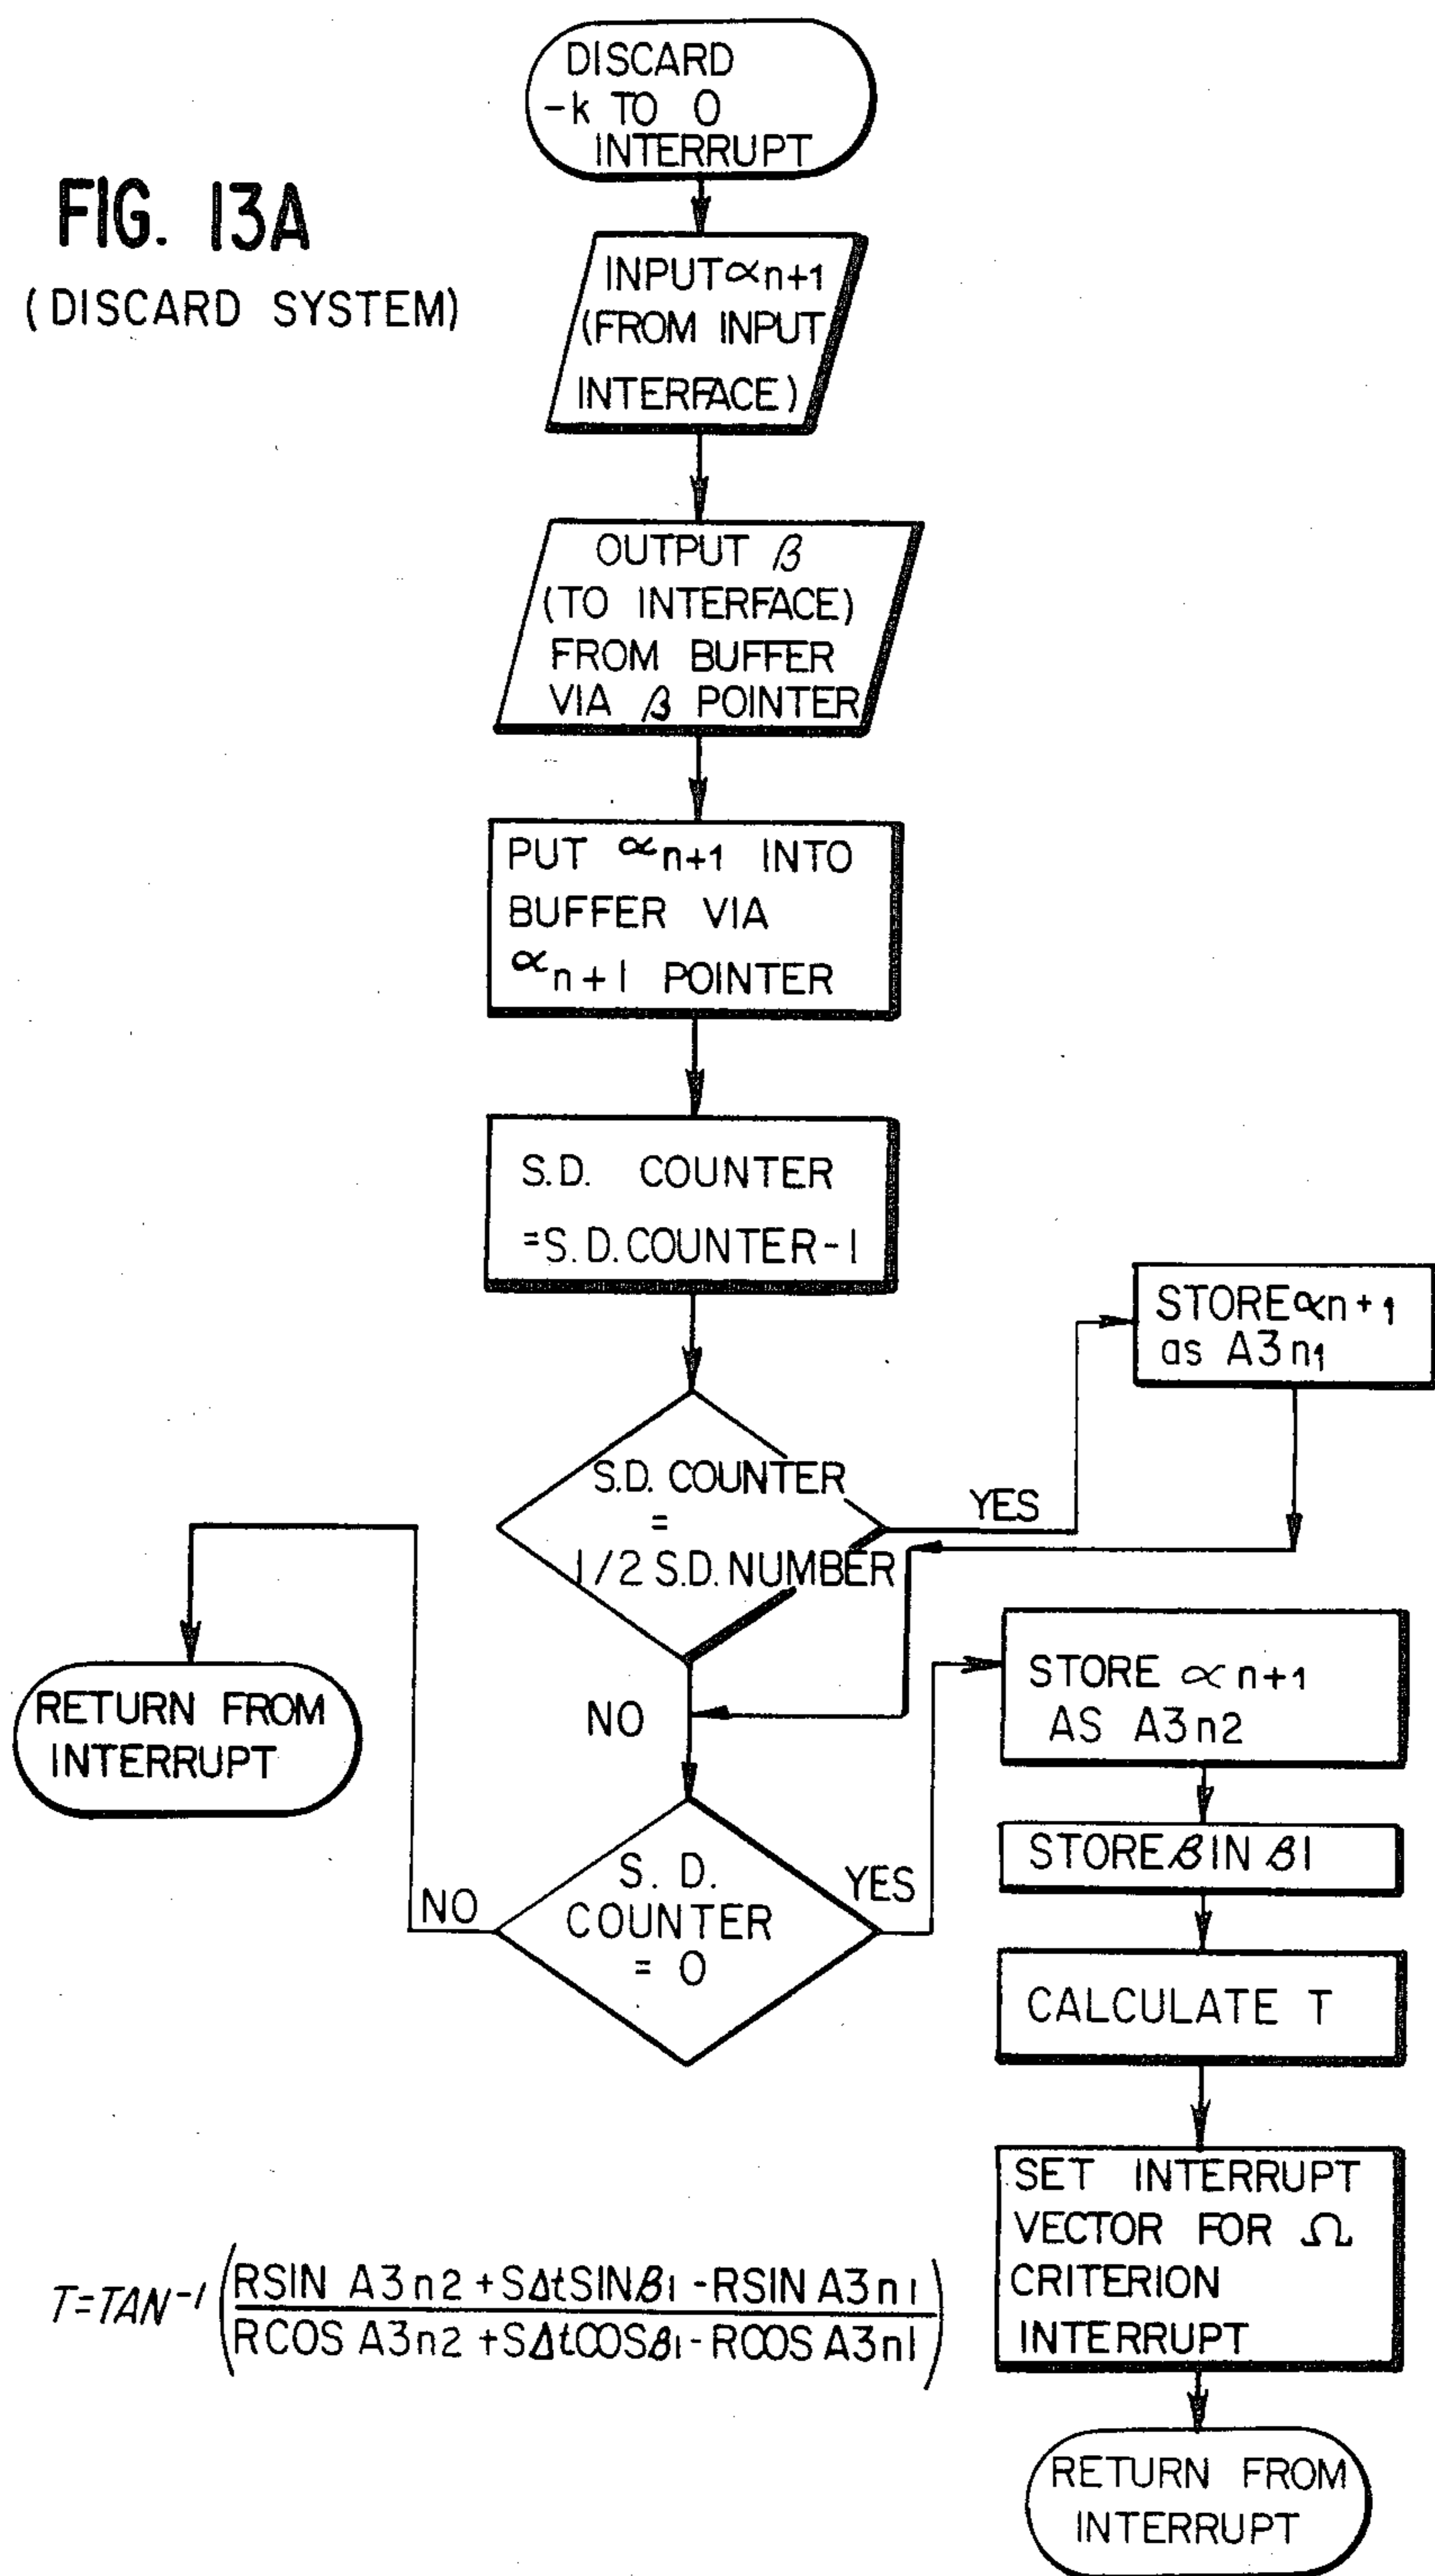 DISCARD
-k TO 0
INTERRUPT
FIG. 13A
(DISCARD SYSTEM)
INPUT αn+1
(FROM INPUT
INTERFACE)
OUTPUT β
(TO INTERFACE)
FROM BUFFER
VIA β POINTER
PUT αn+1 INTO
BUFFER VIA
αn+1 POINTER
S.D. COUNTER
=S.D. COUNTER-1
S.D. COUNTER
=
1/2 S.D. NUMBER
YES
STORE αn+1
as A3n1
NO
RETURN FROM
INTERRUPT
S. D.
COUNTER
= 0
NO
YES
STORE αn+1
AS A3n2
STORE β IN β1
CALCULATE T
SET INTERRUPT
VECTOR FOR Ω
CRITERION
INTERRUPT
RETURN FROM
INTERRUPT
T=TAN-1 (RSIN A3n2 + SΔtSINβ1 - RSIN A3n1
RCOS A3n2 + SΔtCOSβ1 - RCOS A3n1)